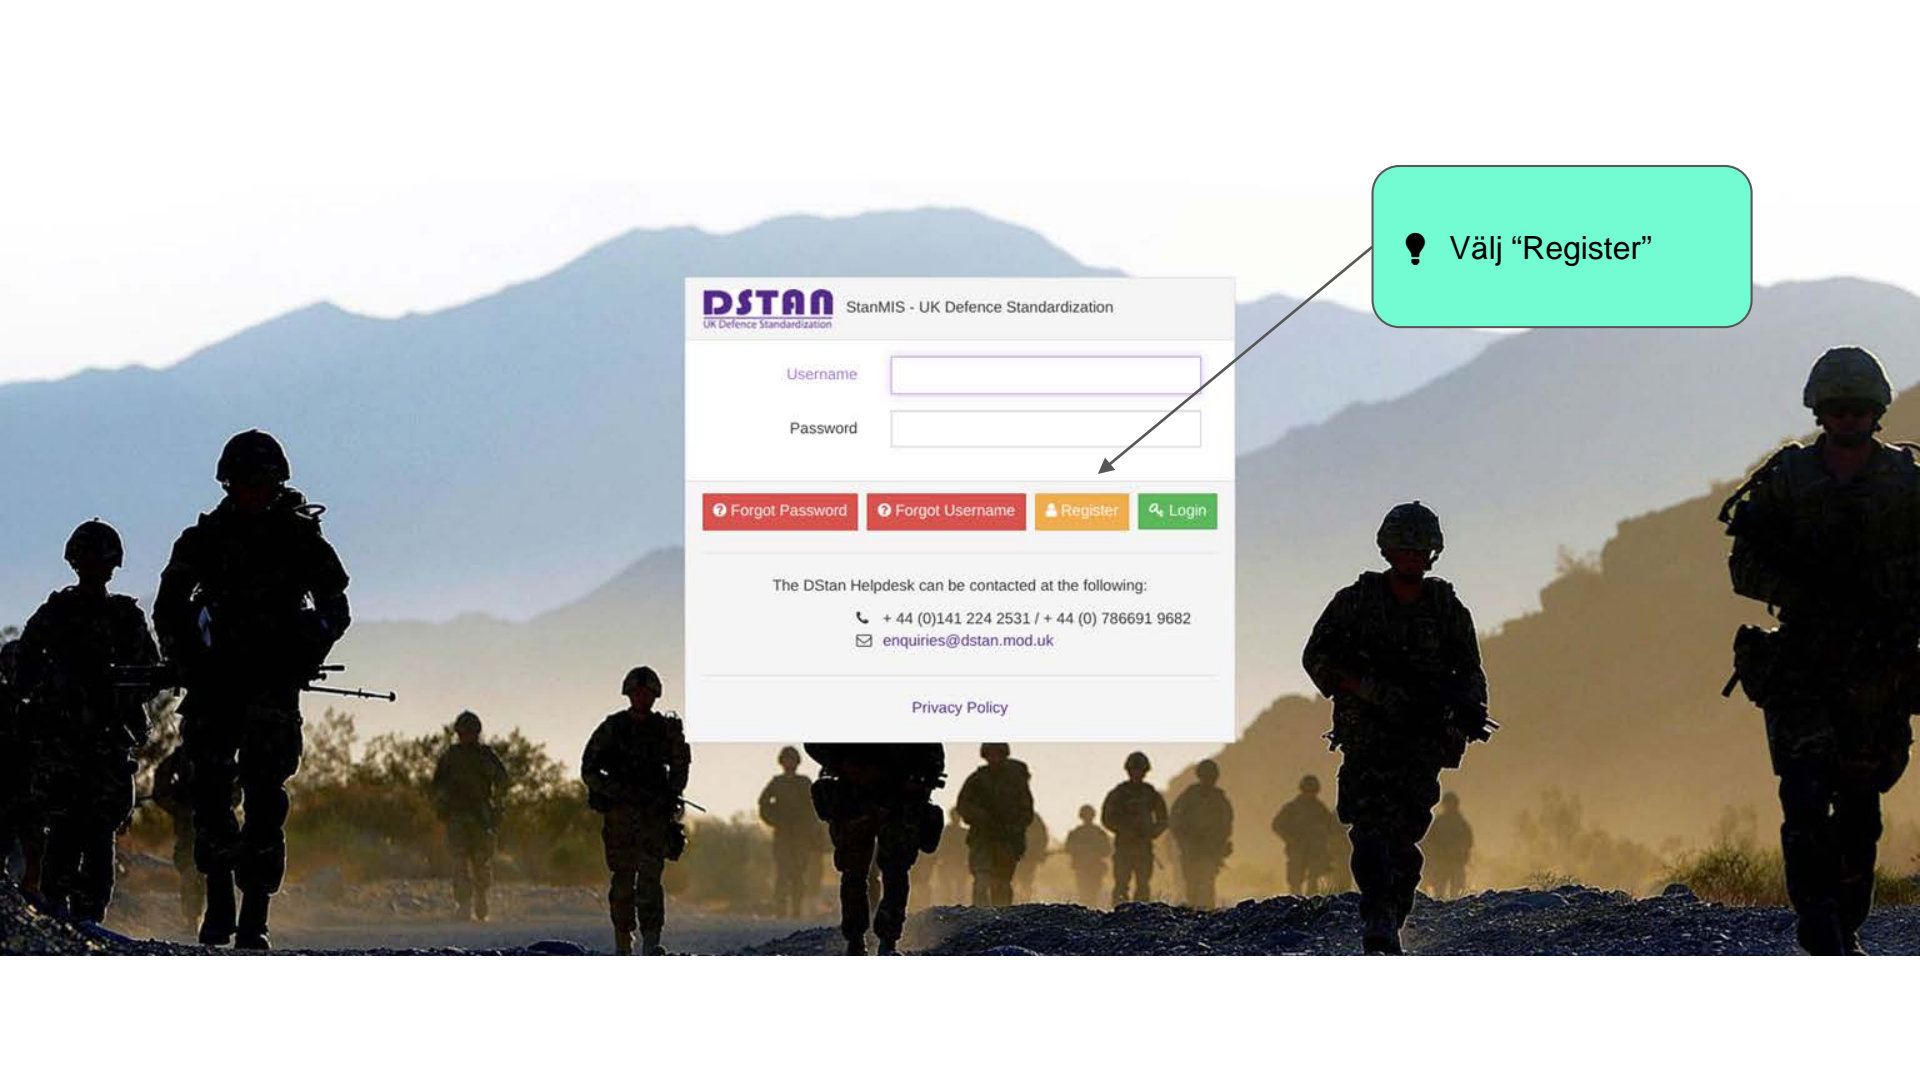 Välj “Register”
DSTAN
UK Defence Standardization
StanMIS - UK Defence Standardization
Username
Password
Forgot Password
Forgot Username
Register
Login
The DStan Helpdesk can be contacted at the following:
+ 44 (0)141 224 2531 / + 44 (0) 786691 9682
enquiries@dstan.mod.uk
Privacy Policy